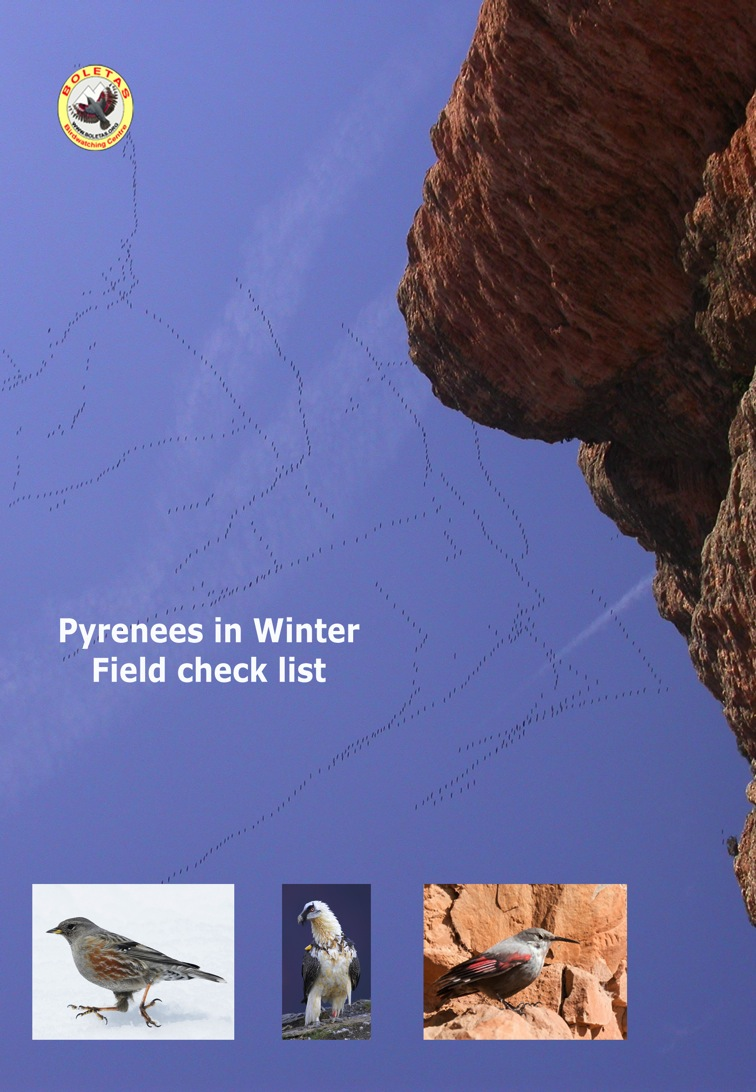 BOLETAS
WWW.BOLETAS.ORG
Birdwatching Centre
Pyrenees in Winter
Field check list